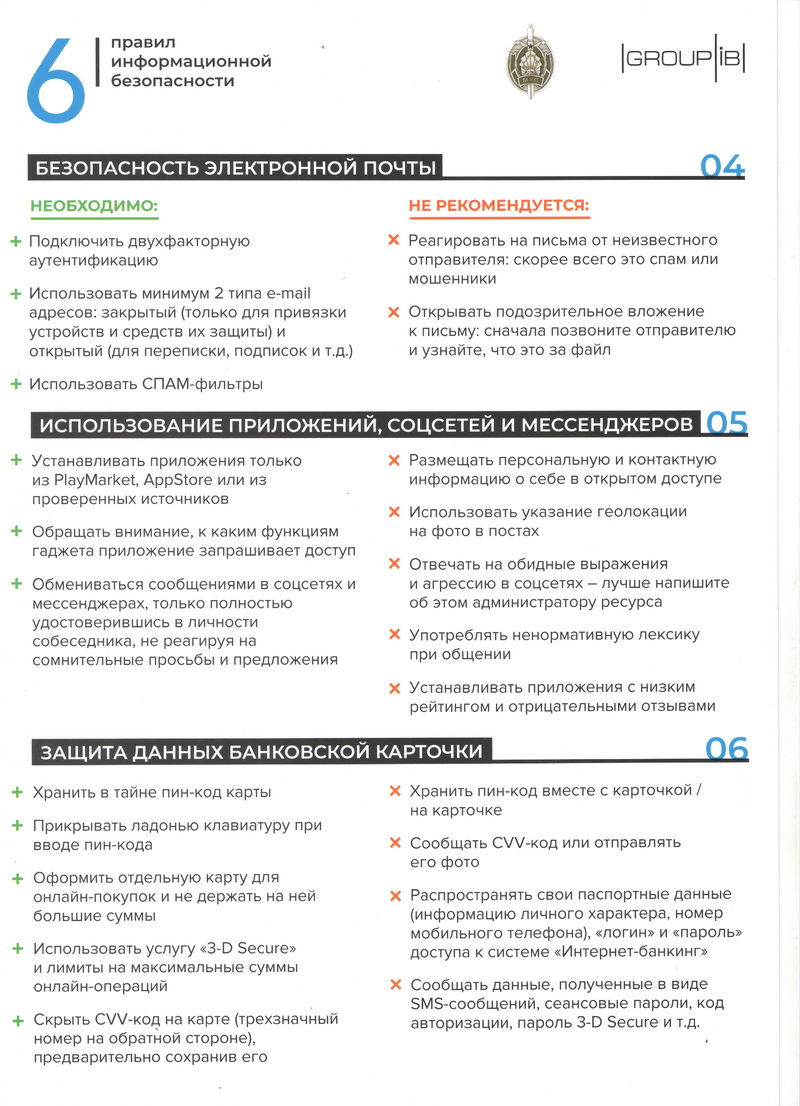 6
правил
информационной
безопасности
GROUP iB
БЕЗОПАСНОСТЬ ЭЛЕКТРОННОЙ ПОЧТЫ
04
НЕОБХОДИМО:
+ Подключить двухфакторную
аутентификацию
+ Использовать минимум 2 типа e-mail
адресов: закрытый (только для привязки
устройств и средств их защиты) и
открытый (для переписки, подписок и т.д.)
+ Использовать СПАМ-фильтры
НЕ РЕКОМЕНДУЕТСЯ:
× Реагировать на письма от неизвестного
отправителя: скорее всего это спам или
мошенники
× Открывать подозрительное вложение
к письму: сначала позвоните отправителю
и узнайте, что это за файл
ИСПОЛЬЗОВАНИЕ ПРИЛОЖЕНИЙ, СОЦСЕТЕЙ И МЕССЕНДЖЕРОВ
05
+ Устанавливать приложения только
из PlayMarket, AppStore или из
проверенных источников
+ Обращать внимание, к каким функциям
гаджета приложение запрашивает доступ
+ Обмениваться сообщениями в соцсетях и
мессенджерах, только полностью
удостоверившись в личности
собеседника, не реагируя на
сомнительные просьбы и предложения
× Размещать персональную и контактную
информацию о себе в открытом доступе
× Использовать указание геолокации
на фото в постах
× Отвечать на обидные выражения
и агрессию в соцсетях – лучше напишите
об этом администратору ресурса
× Употреблять ненормативную лексику
при общении
× Устанавливать приложения с низким
рейтингом и отрицательными отзывами
ЗАЩИТА ДАННЫХ БАНКОВСКОЙ КАРТОЧКИ
06
+ Хранить в тайне пин-код карты
+ Прикрывать ладонью клавиатуру при
вводе пин-кода
+ Оформить отдельную карту для
онлайн-покупок и не держать на ней
большие суммы
+ Использовать услугу «3-D Secure»
и лимиты на максимальные суммы
онлайн-операций
+ Скрыть CVV-код на карте (трехзначный
номер на обратной стороне),
предварительно сохранив его
× Хранить пин-код вместе с карточкой /
на карточке
× Сообщать CVV-код или отправлять
его фото
× Распространять свои паспортные данные
(информацию личного характера, номер
мобильного телефона), «логин» и «пароль»
доступа к системе «Интернет-банкинг»
× Сообщать данные, полученные в виде
SMS-сообщений, сеансовые пароли, код
авторизации, пароль 3-D Secure и т.д.